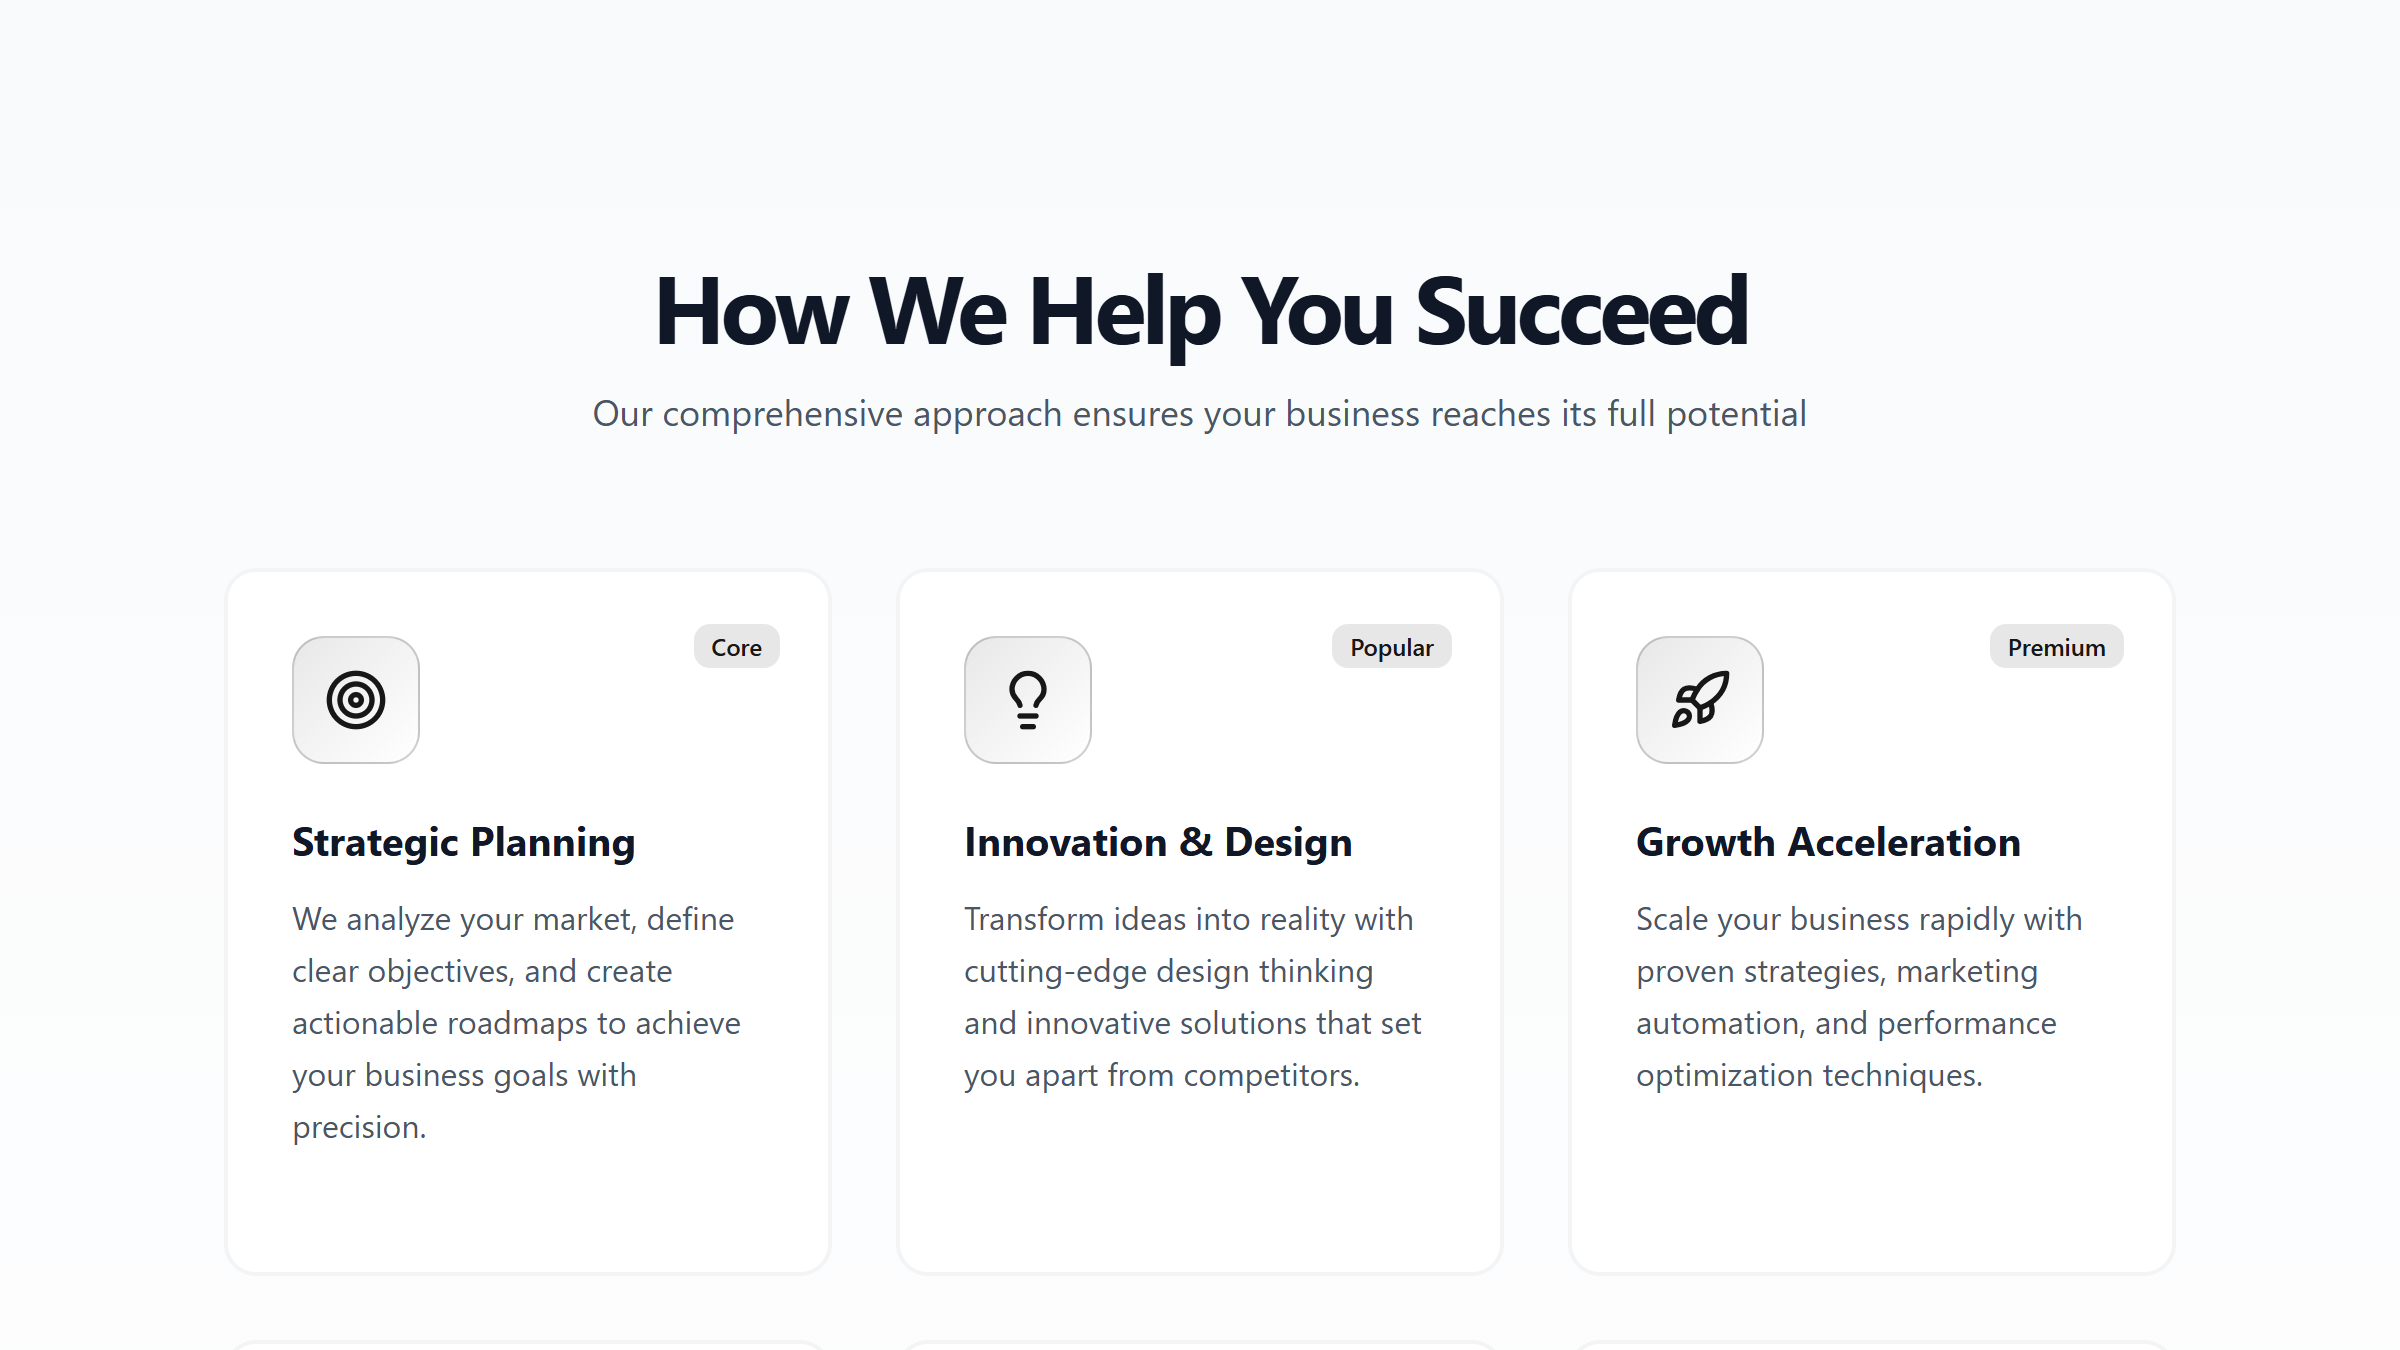 How We Help You Succeed
Our comprehensive approach ensures your business reaches its full potential
Core
Strategic Planning
We analyze your market, define
clear objectives, and create
actionable roadmaps to achieve
your business goals with
precision.
Popular
Innovation & Design
Transform ideas into reality with
cutting-edge design thinking
and innovative solutions that set
you apart from competitors.
Premium
Growth Acceleration
Scale your business rapidly with
proven strategies, marketing
automation, and performance
optimization techniques.